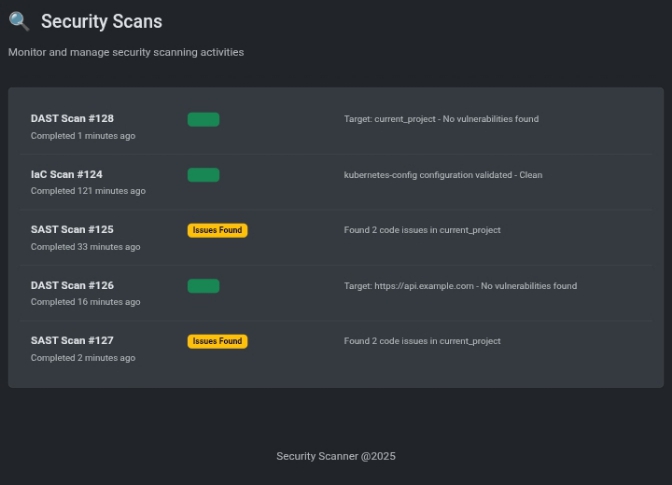 Security Scans
Monitor and manage security scanning activities
DAST Scan #128
Completed 1 minutes ago
Target: current_project - No vulnerabilities found
IaC Scan #124
Completed 121 minutes ago
kubernetes-config configuration validated - Clean
SAST Scan #125
Completed 33 minutes ago
Issues Found
Found 2 code issues in current_project
DAST Scan #126
Completed 16 minutes ago
Target: https://api.example.com - No vulnerabilities found
SAST Scan #127
Completed 2 minutes ago
Issues Found
Found 2 code issues in current_project
Security Scanner @2025